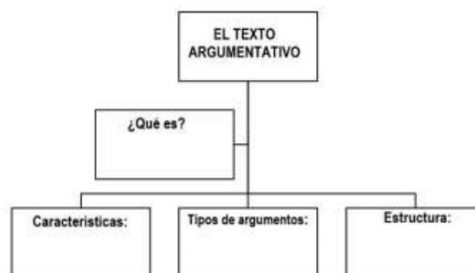 EL TEXTO
ARGUMENTATIVO
¿Qué es?
Características:
Tipos de argumentos:
Estructura: